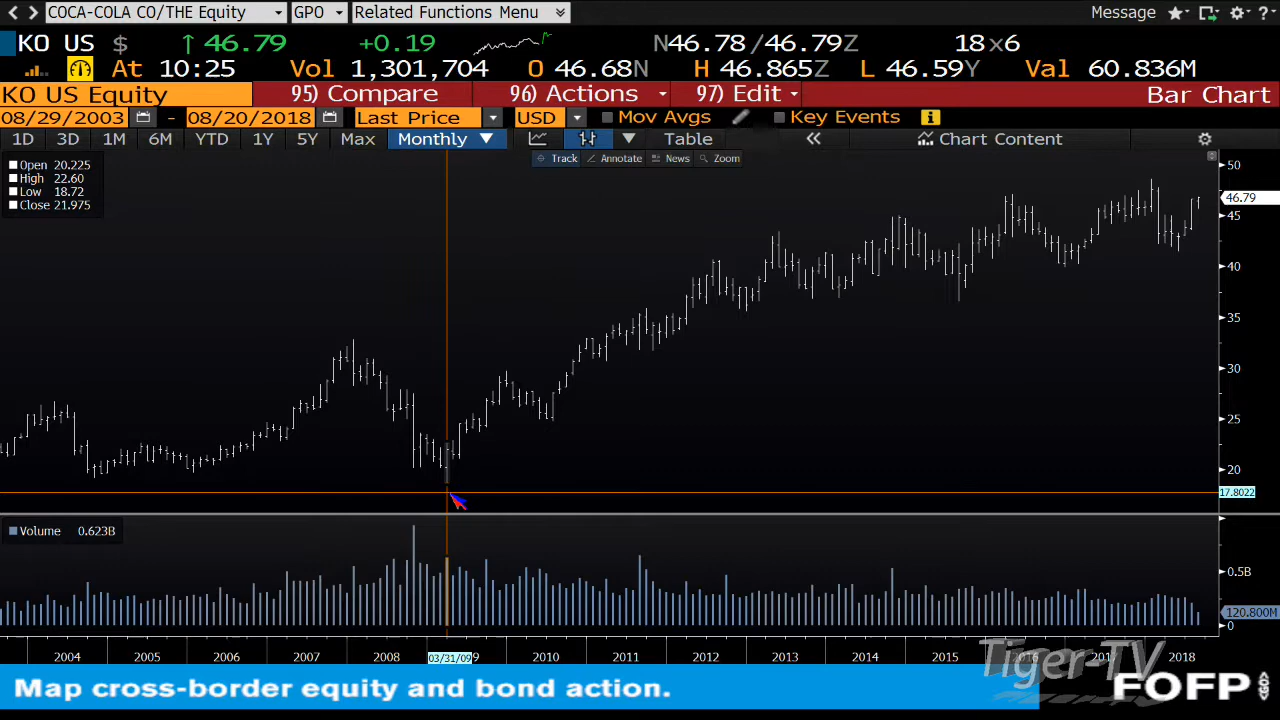 COCA-COLA CO/THE Equity GPO Related Functions Menu Message ?
KO US $ ↑ 46.79 +0.19 N46.78/46.79Z 18×6
At 10:25 Vol 1,301,704 O 46.68N H 46.865Z L 46.59Y Val 60.836M
KO US Equity 95) Compare 96) Actions 97) Edit Bar Chart
08/29/2003 - 08/20/2018 Last Price USD Mov Avgs Key Events
1D 3D 1M 6M YTD 1Y 5Y Max Monthly Table « Chart Content
Track Annotate News Zoom
Open 20.225
High 22.60
Low 18.72
Close 21.975
50
46.79
45
40
35
30
25
20
17.8022
Volume 0.623B
0.5B
120.800M
0
2004 2005 2006 2007 2008 03/31/09 9 2010 2011 2012 2013 2014 2015 2016 2017 2018
Tiger-TV
Map cross-border equity and bond action.
FOFP GO